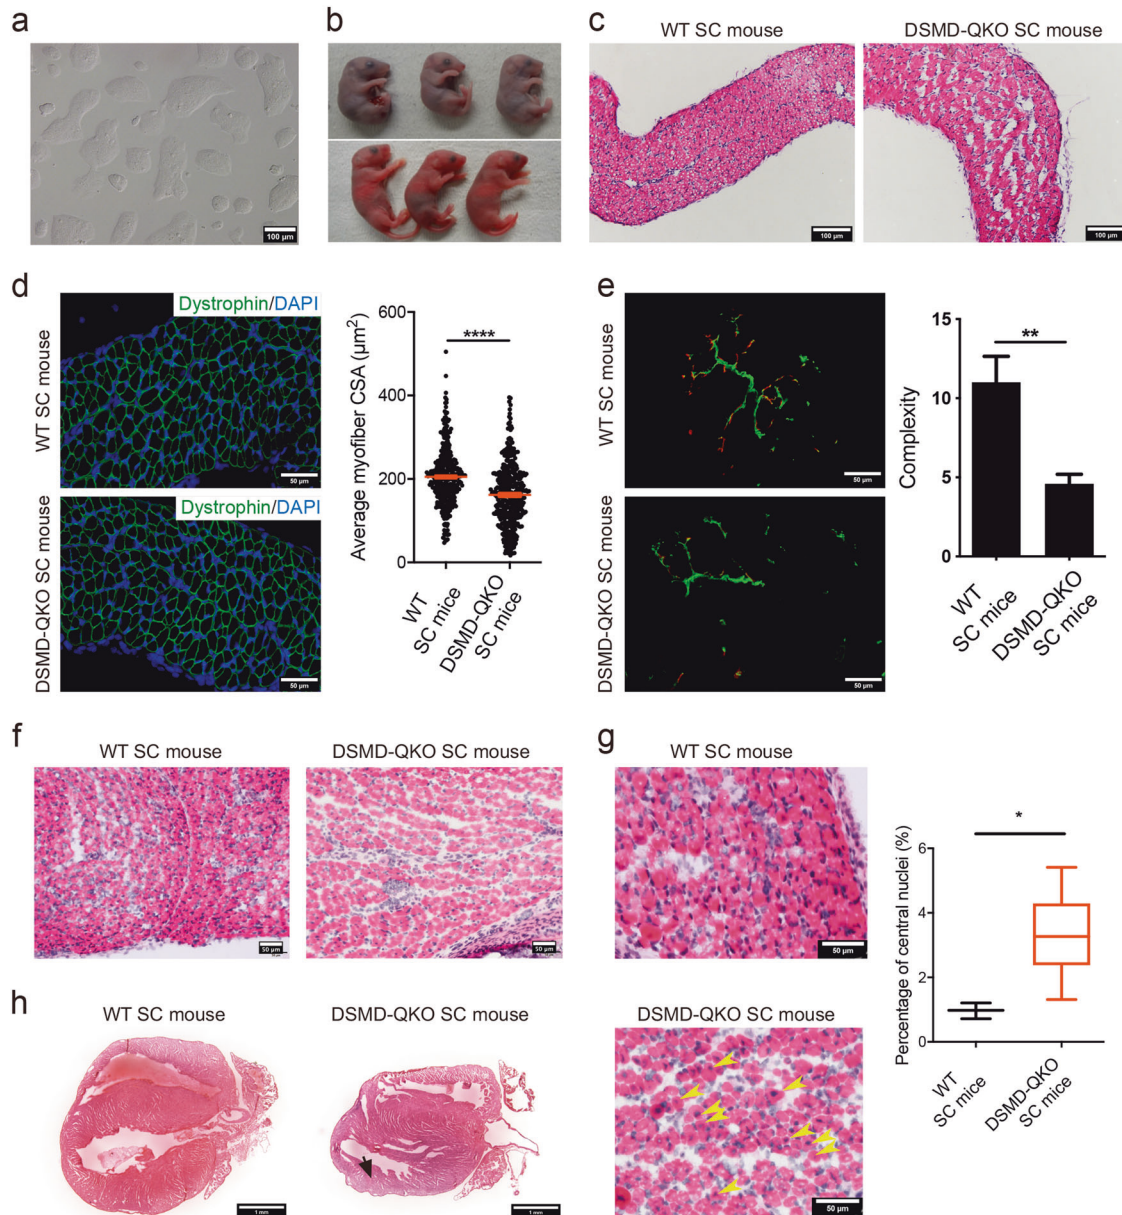 a
b
c
WT SC mouse
DSMD-QKO SC mouse
100 µm
100 µm
100 µm
d
Dystrophin/DAPI
WT SC mouse
50 µm
Dystrophin/DAPI
DSMD-QKO SC mouse
50 µm
Average myofiber CSA (µm²)
600
400
200
0
****
WT
SC mice
DSMD-QKO
SC mice
e
WT SC mouse
50 µm
DSMD-QKO SC mouse
50 µm
Complexity
15
10
5
0
**
WT
SC mice
DSMD-QKO
SC mice
f
WT SC mouse
DSMD-QKO SC mouse
50 µm
50 µm
g
WT SC mouse
50 µm
DSMD-QKO SC mouse
50 µm
Percentage of central nuclei (%)
6
4
2
0
*
WT
SC mice
DSMD-QKO
SC mice
h
WT SC mouse
DSMD-QKO SC mouse
1 mm
1 mm